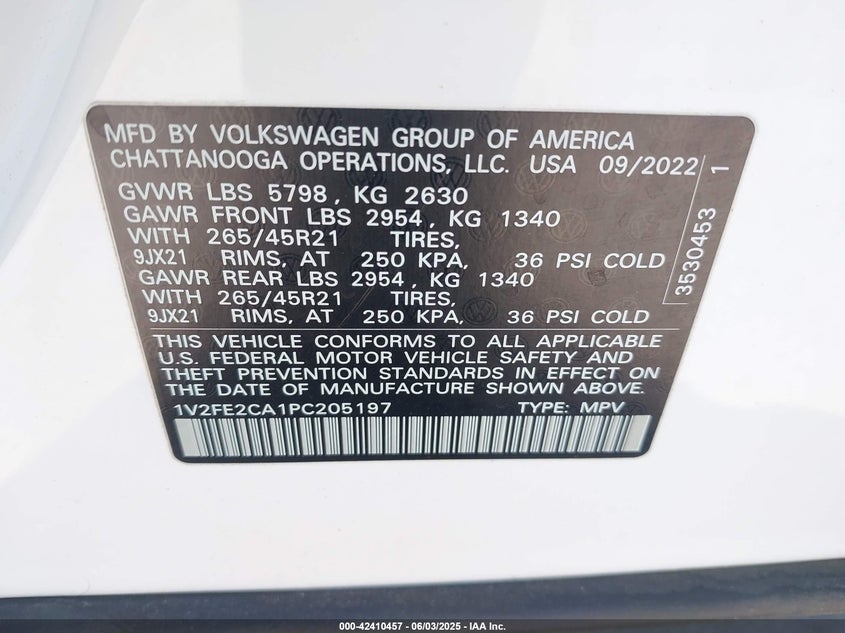 MFD BY VOLKSWAGEN GROUP OF AMERICA
CHATTANOOGA OPERATIONS, LLC. USA 09/2022
GVWR LBS 5798, KG 2630
GAWR FRONT LBS 2954, KG 1340
WITH 265/45R21 TIRES,
9JX21 RIMS, AT 250 KPA, 36 PSI COLD
GAWR REAR LBS 2954, KG 1340
WITH 265/45R21 TIRES,
9JX21 RIMS, AT 250 KPA, 36 PSI COLD
THIS VEHICLE CONFORMS TO ALL APPLICABLE
U.S. FEDERAL MOTOR VEHICLE SAFETY AND
THEFT PREVENTION STANDARDS IN EFFECT ON
THE DATE OF MANUFACTURE SHOWN ABOVE.
1V2FE2CA1PC205197 TYPE: MPV
3530453 1
000-42410457 - 06/03/2025 - IAA Inc.